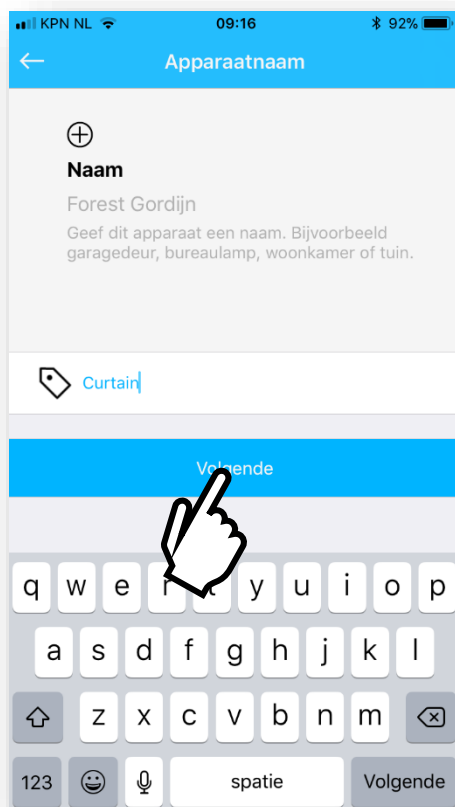 KPN NL 09:16 92%
Apparaatnaam
Naam
Forest Gordijn
Geef dit apparaat een naam. Bijvoorbeeld
garagedeur, bureaulamp, woonkamer of tuin.
Curtain
Volgende
q w e r t y u i o p
a s d f g h j k l
z x c v b n m
123 spatie Volgende